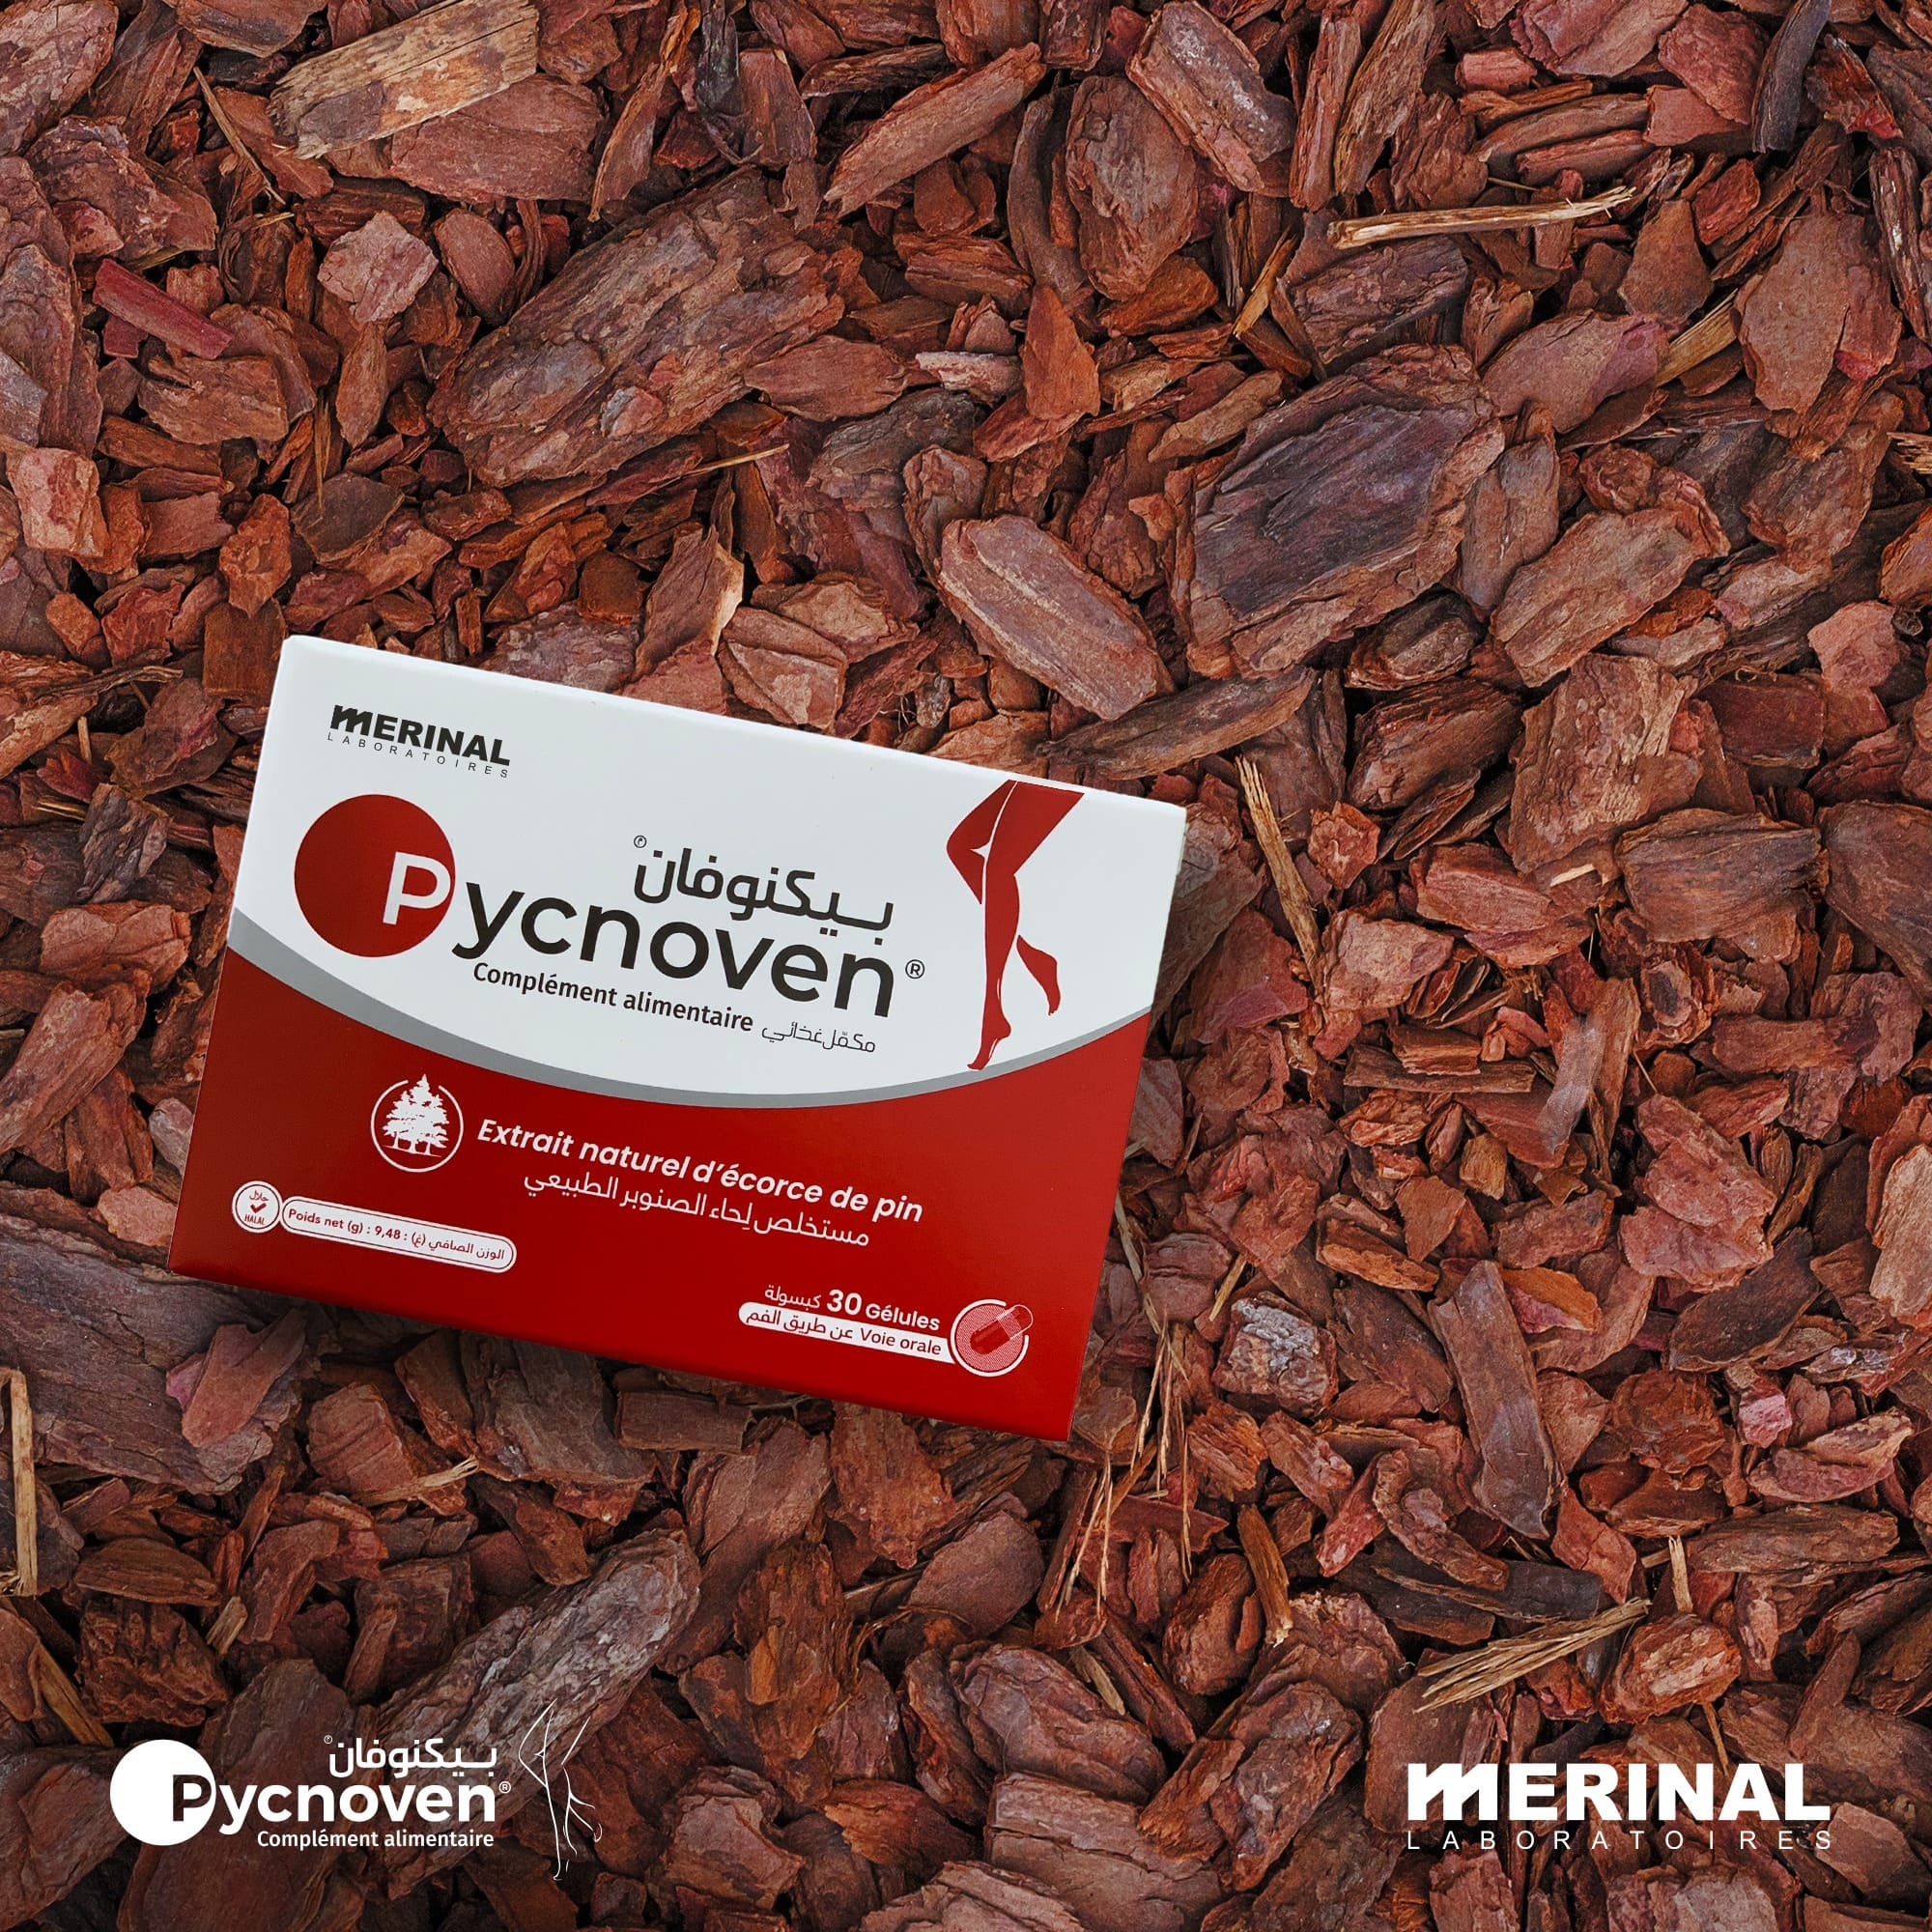 MERINAL
LABORATOIRES
بيكنوفان
Pycnoven®
Complément alimentaire مكمّل غذائي
Extrait naturel d'écorce de pin
مستخلص لحاء الصنوبر الطبيعي
حلال
HALAL
Poids net (g) : 9,48 : (غ) الوزن الصافي
30 Gélules كبسولة
Voie orale عن طريق الفم
بيكنوفان
Pycnoven®
Complément alimentaire
MERINAL
LABORATOIRES